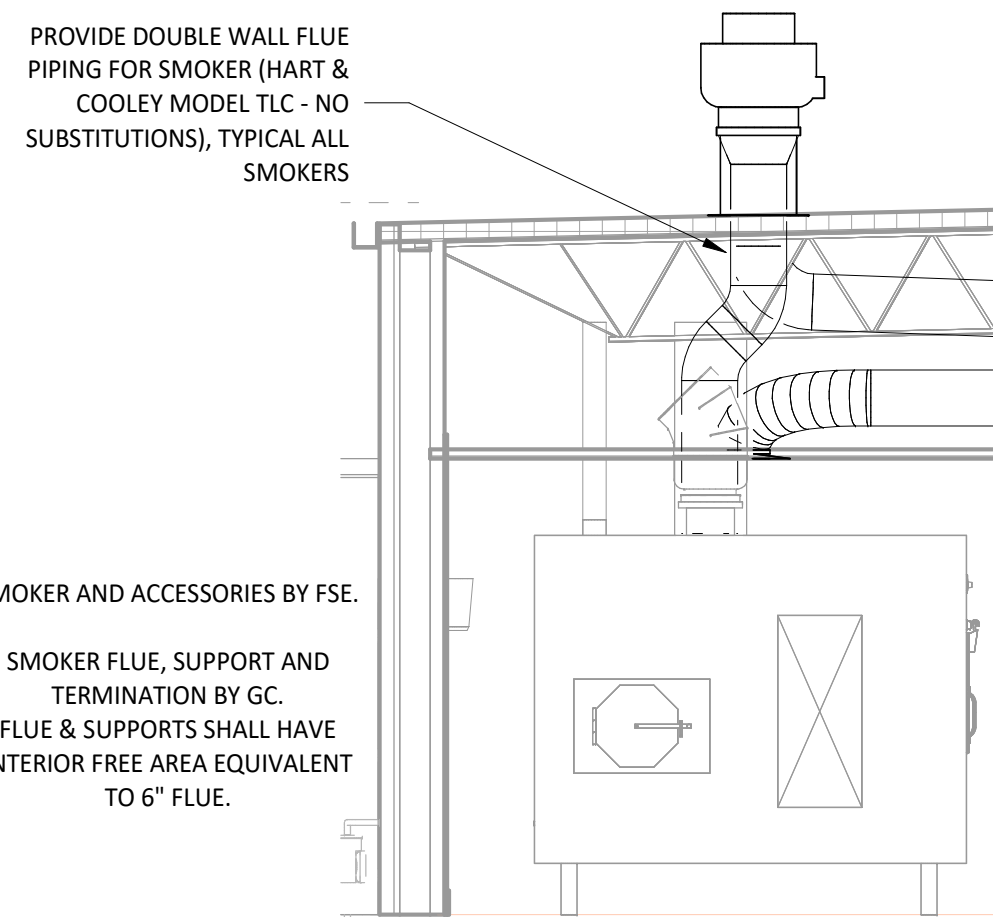 PROVIDE DOUBLE WALL FLUE
PIPING FOR SMOKER (HART &
COOLEY MODEL TLC - NO
SUBSTITUTIONS), TYPICAL ALL
SMOKERS
MOKER AND ACCESSORIES BY FSE.
SMOKER FLUE, SUPPORT AND
TERMINATION BY GC.
FLUE & SUPPORTS SHALL HAVE
NTERIOR FREE AREA EQUIVALENT
TO 6" FLUE.